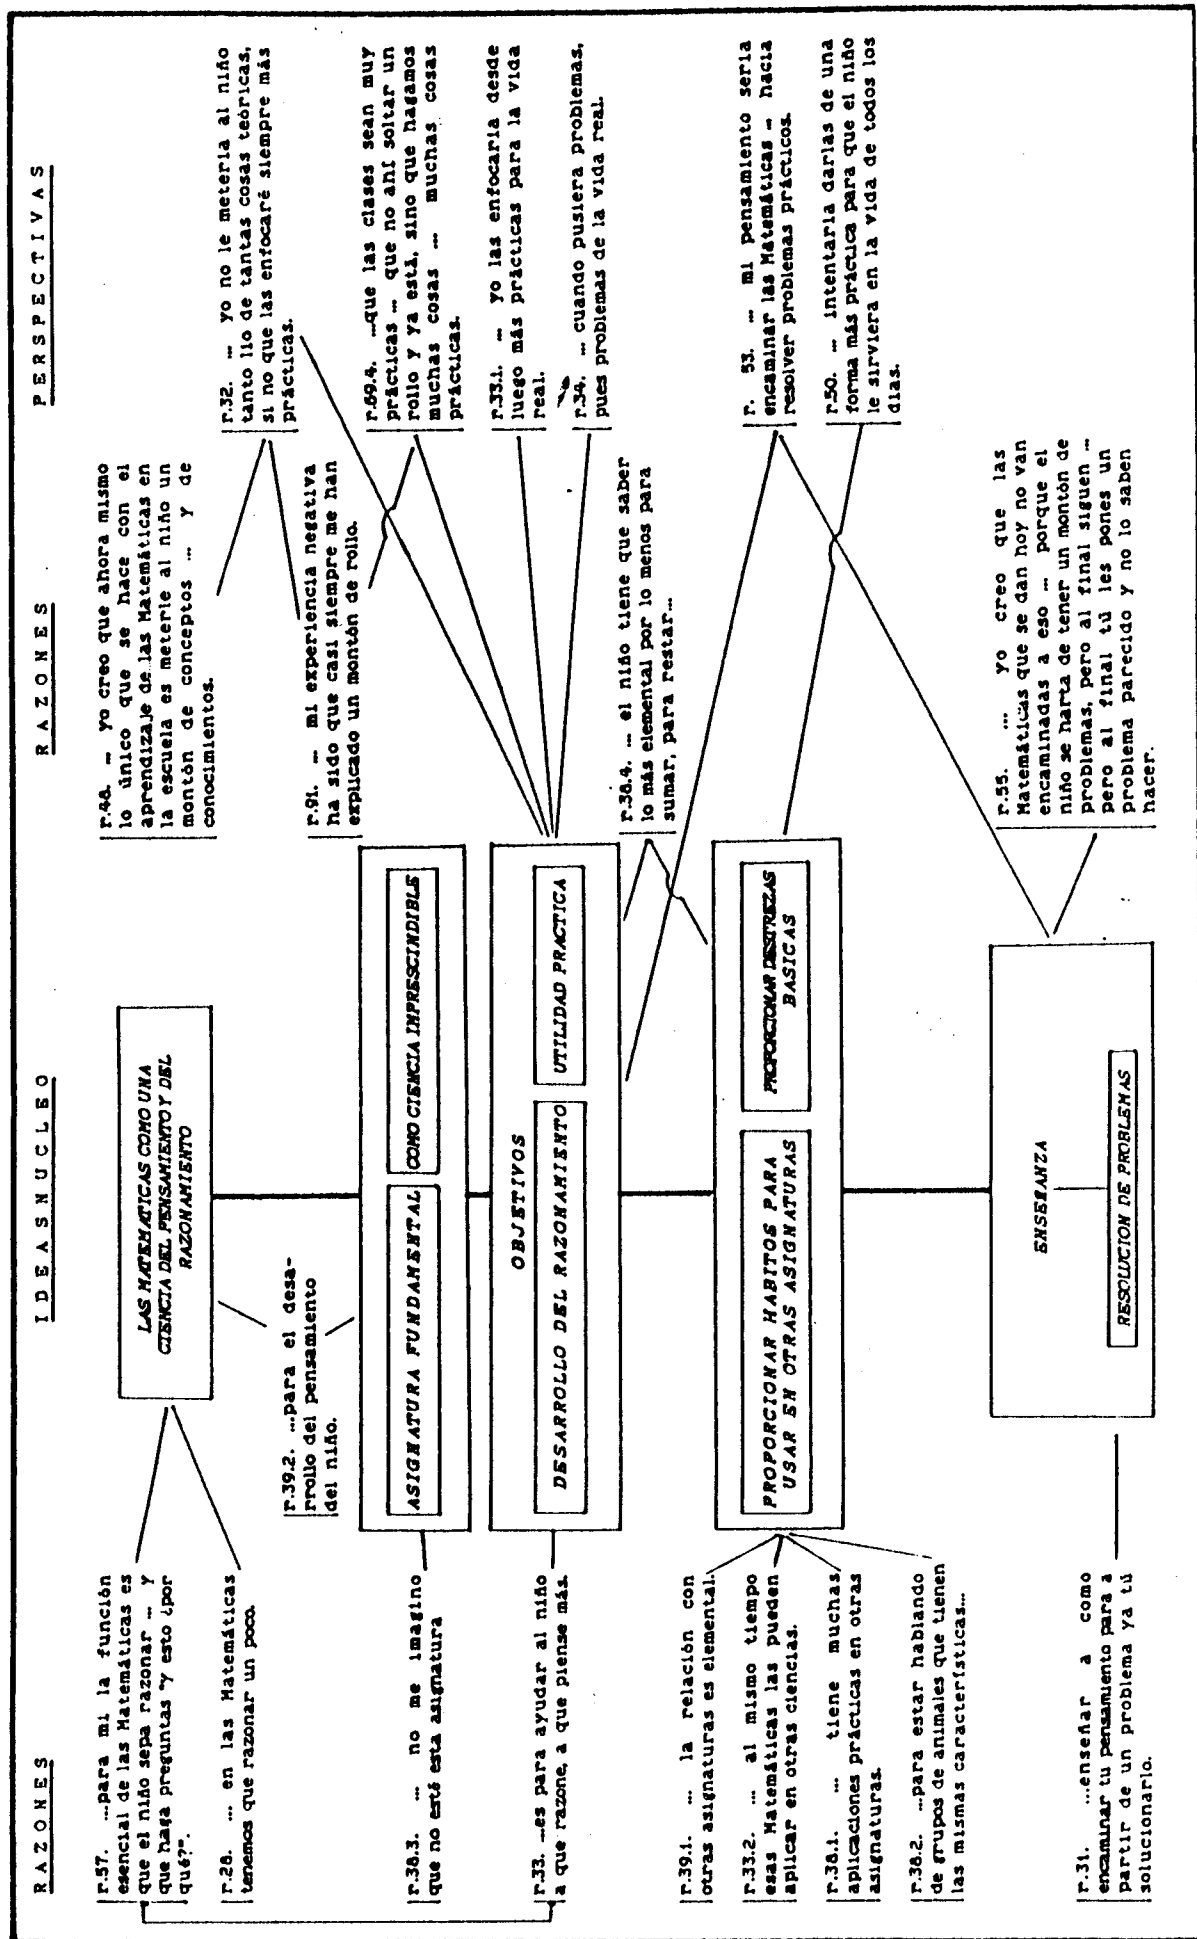 RAZONES
r.57. ...para mi la función
esencial de las Matemáticas es
que el niño sepa razonar ... y
que haga preguntas "y esto ¿por
qué?".
r.28. ... en las Matemáticas
tenemos que razonar un poco.
r.38.3. ... no me imagino
que no esté esta asignatura
r.33. ...es para ayudar al niño
a que razone, a que piense más.
r.39.1. ... la relación con
otras asignaturas es elemental.
r.33.2. ... al mismo tiempo
esas Matemáticas las pueden
aplicar en otras ciencias.
r.38.1. ... tiene muchas
aplicaciones prácticas en otras
asignaturas.
r.38.2. ...para estar hablando
de grupos de animales que tienen
las mismas características...
r.31. ...enseñar a como
encaminar tu pensamiento para a
partir de un problema ya tú
solucionarlo.
IDEAS NUCLEO
LAS MATEMATICAS COMO UNA
CIENCIA DEL PENSAMIENTO Y DEL
RAZONAMIENTO
r.39.2. ...para el desa-
rrollo del pensamiento
del niño.
ASIGNATURA FUNDAMENTAL
COMO CIENCIA IMPRESCINDIBLE
OBJETIVOS
DESARROLLO DEL RAZONAMIENTO
UTILIDAD PRACTICA
PROPORCIONAR HABITOS PARA
USAR EN OTRAS ASIGNATURAS
PROPORCIONAR DESTREZAS
BASICAS
ENSEÑANZA
RESOLUCION DE PROBLEMAS
RAZONES
r.48. ... yo creo que ahora mismo
lo único que se hace con el
aprendizaje de las Matemáticas en
la escuela es meterle al niño un
montón de conceptos ... y de
conocimientos.
r.91. ... mi experiencia negativa
ha sido que casi siempre me han
explicado un montón de rollo.
r.38.4. ... el niño tiene que saber
lo más elemental por lo menos para
sumar, para restar...
r.55. ... yo creo que las
Matemáticas que se dan hoy no van
encaminadas a eso ... porque el
niño se harta de tener un montón de
problemas, pero al final siguen ...
pero al final tú les pones un
problema parecido y no lo saben
hacer.
PERSPECTIVAS
r.32. ... yo no le meteria al niño
tanto lio de tantas cosas teóricas,
si no que las enfocaré siempre más
prácticas.
r.69.4. ...que las clases sean muy
prácticas ... que no ahí soltar un
rollo y ya está, sino que hagamos
muchas cosas ... muchas cosas
prácticas.
r.33.1. ... yo las enfocaria desde
luego más prácticas para la vida
real.
r.34. ... cuando pusiera problemas,
pues problemas de la vida real.
r. 53. ... mi pensamiento seria
encaminar las Matemáticas ... hacia
resolver problemas prácticos.
r.50. ... intentaria darlas de una
forma más práctica para que el niño
le sirviera en la vida de todos los
dias.